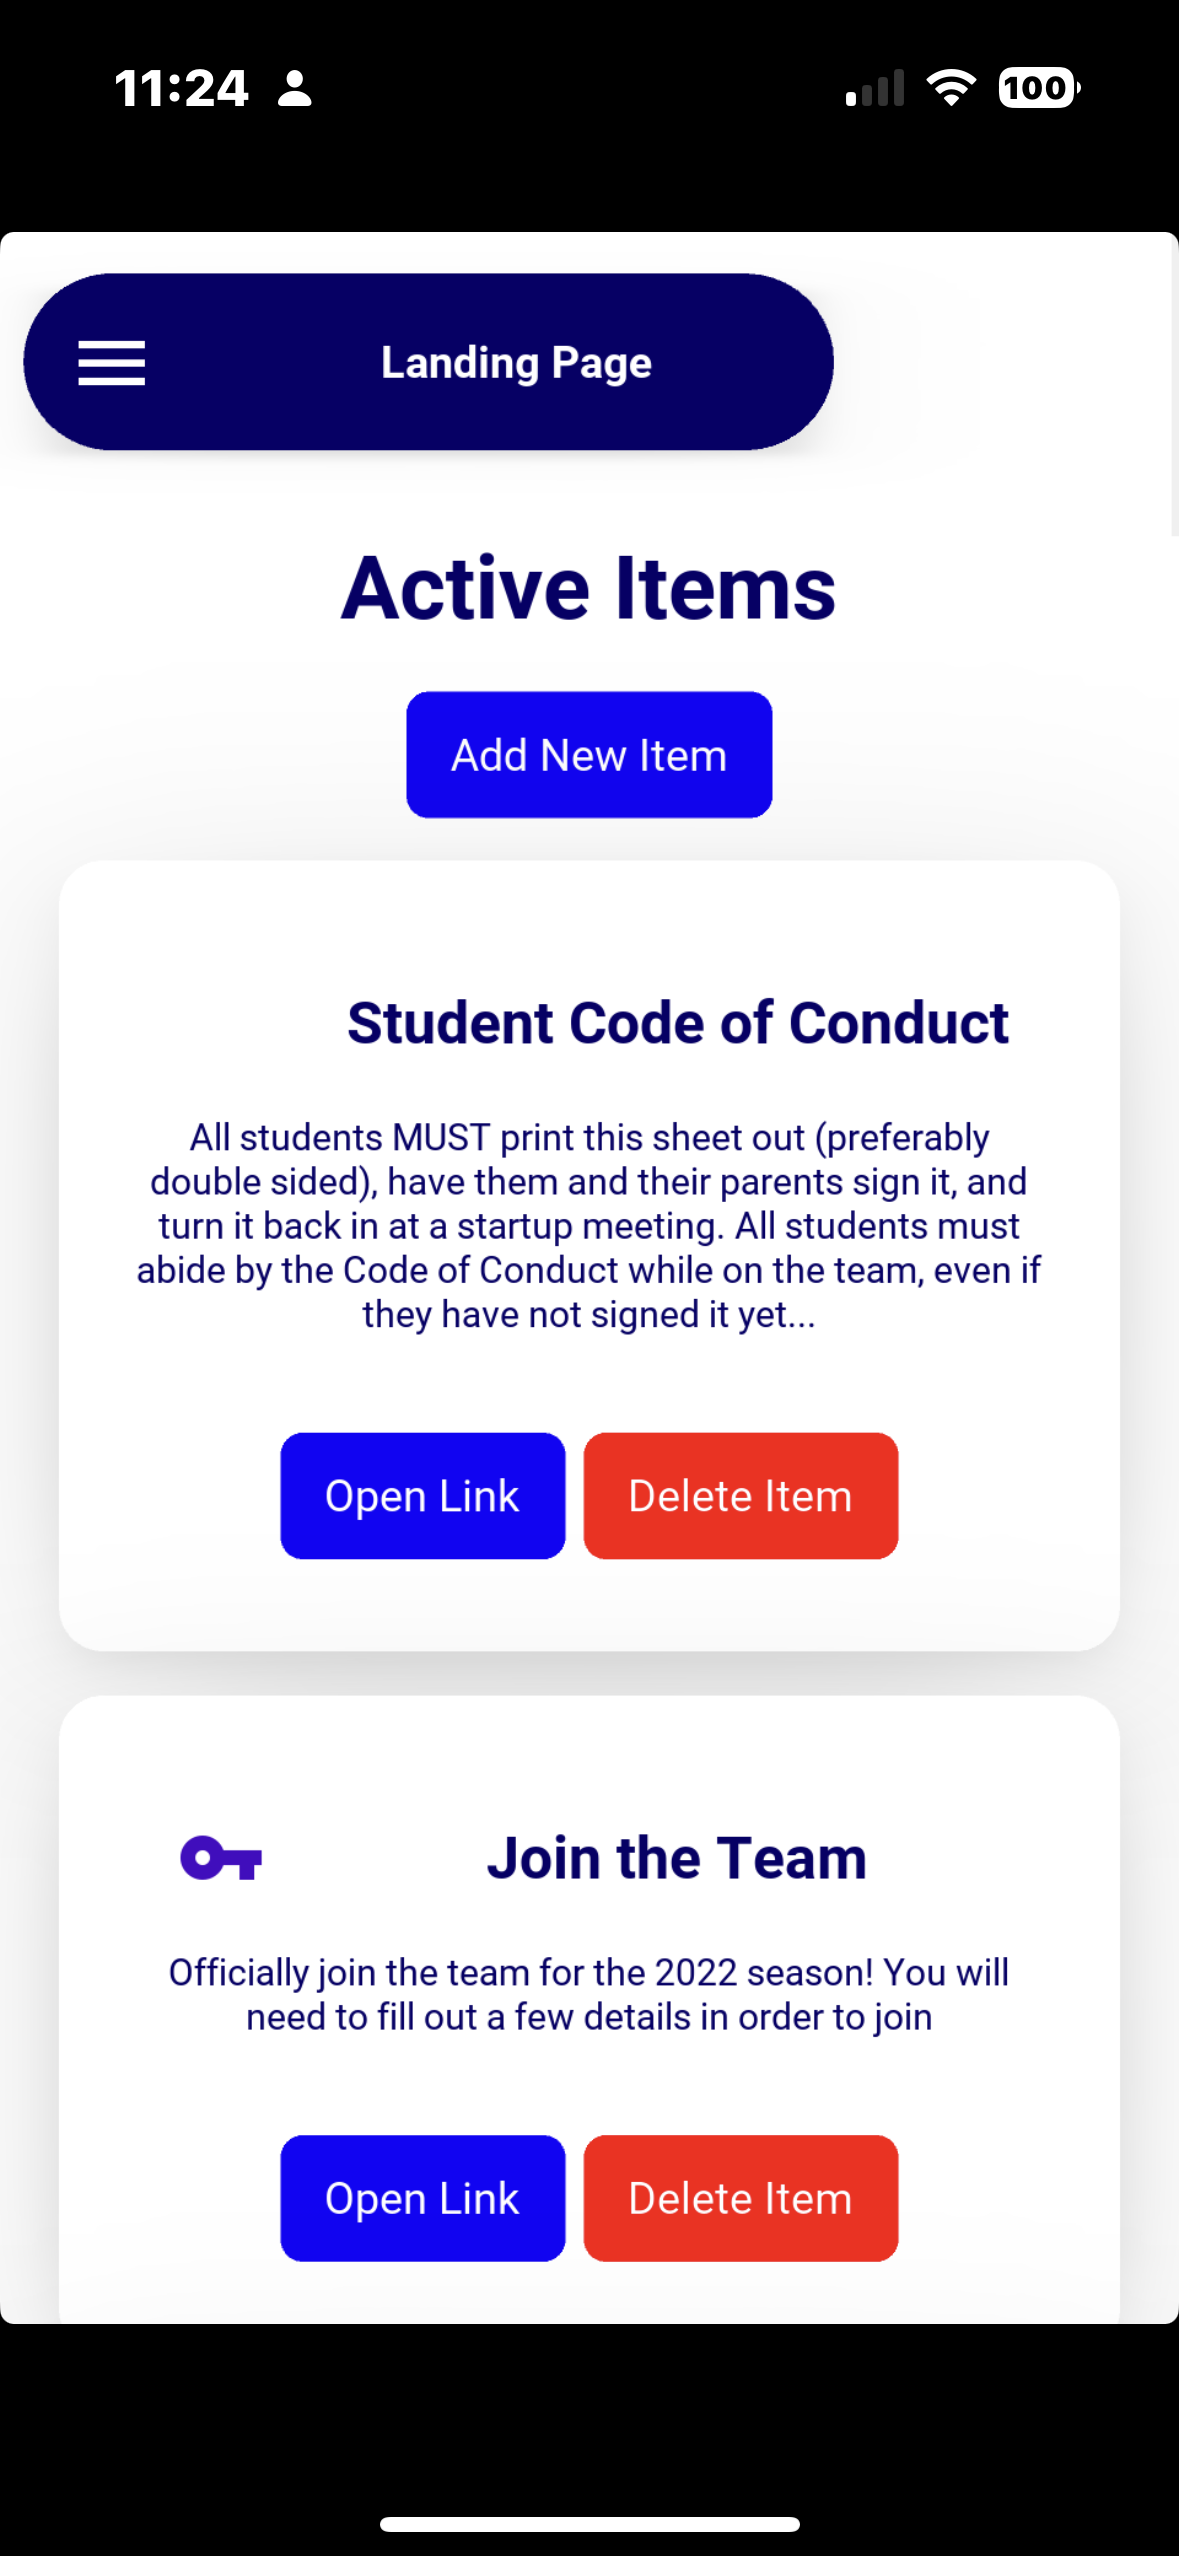 11:24
100
Landing Page
Active Items
Add New Item
Student Code of Conduct
All students MUST print this sheet out (preferably
double sided), have them and their parents sign it, and
turn it back in at a startup meeting. All students must
abide by the Code of Conduct while on the team, even if
they have not signed it yet...
Open Link
Delete Item
Join the Team
Officially join the team for the 2022 season! You will
need to fill out a few details in order to join
Open Link
Delete Item